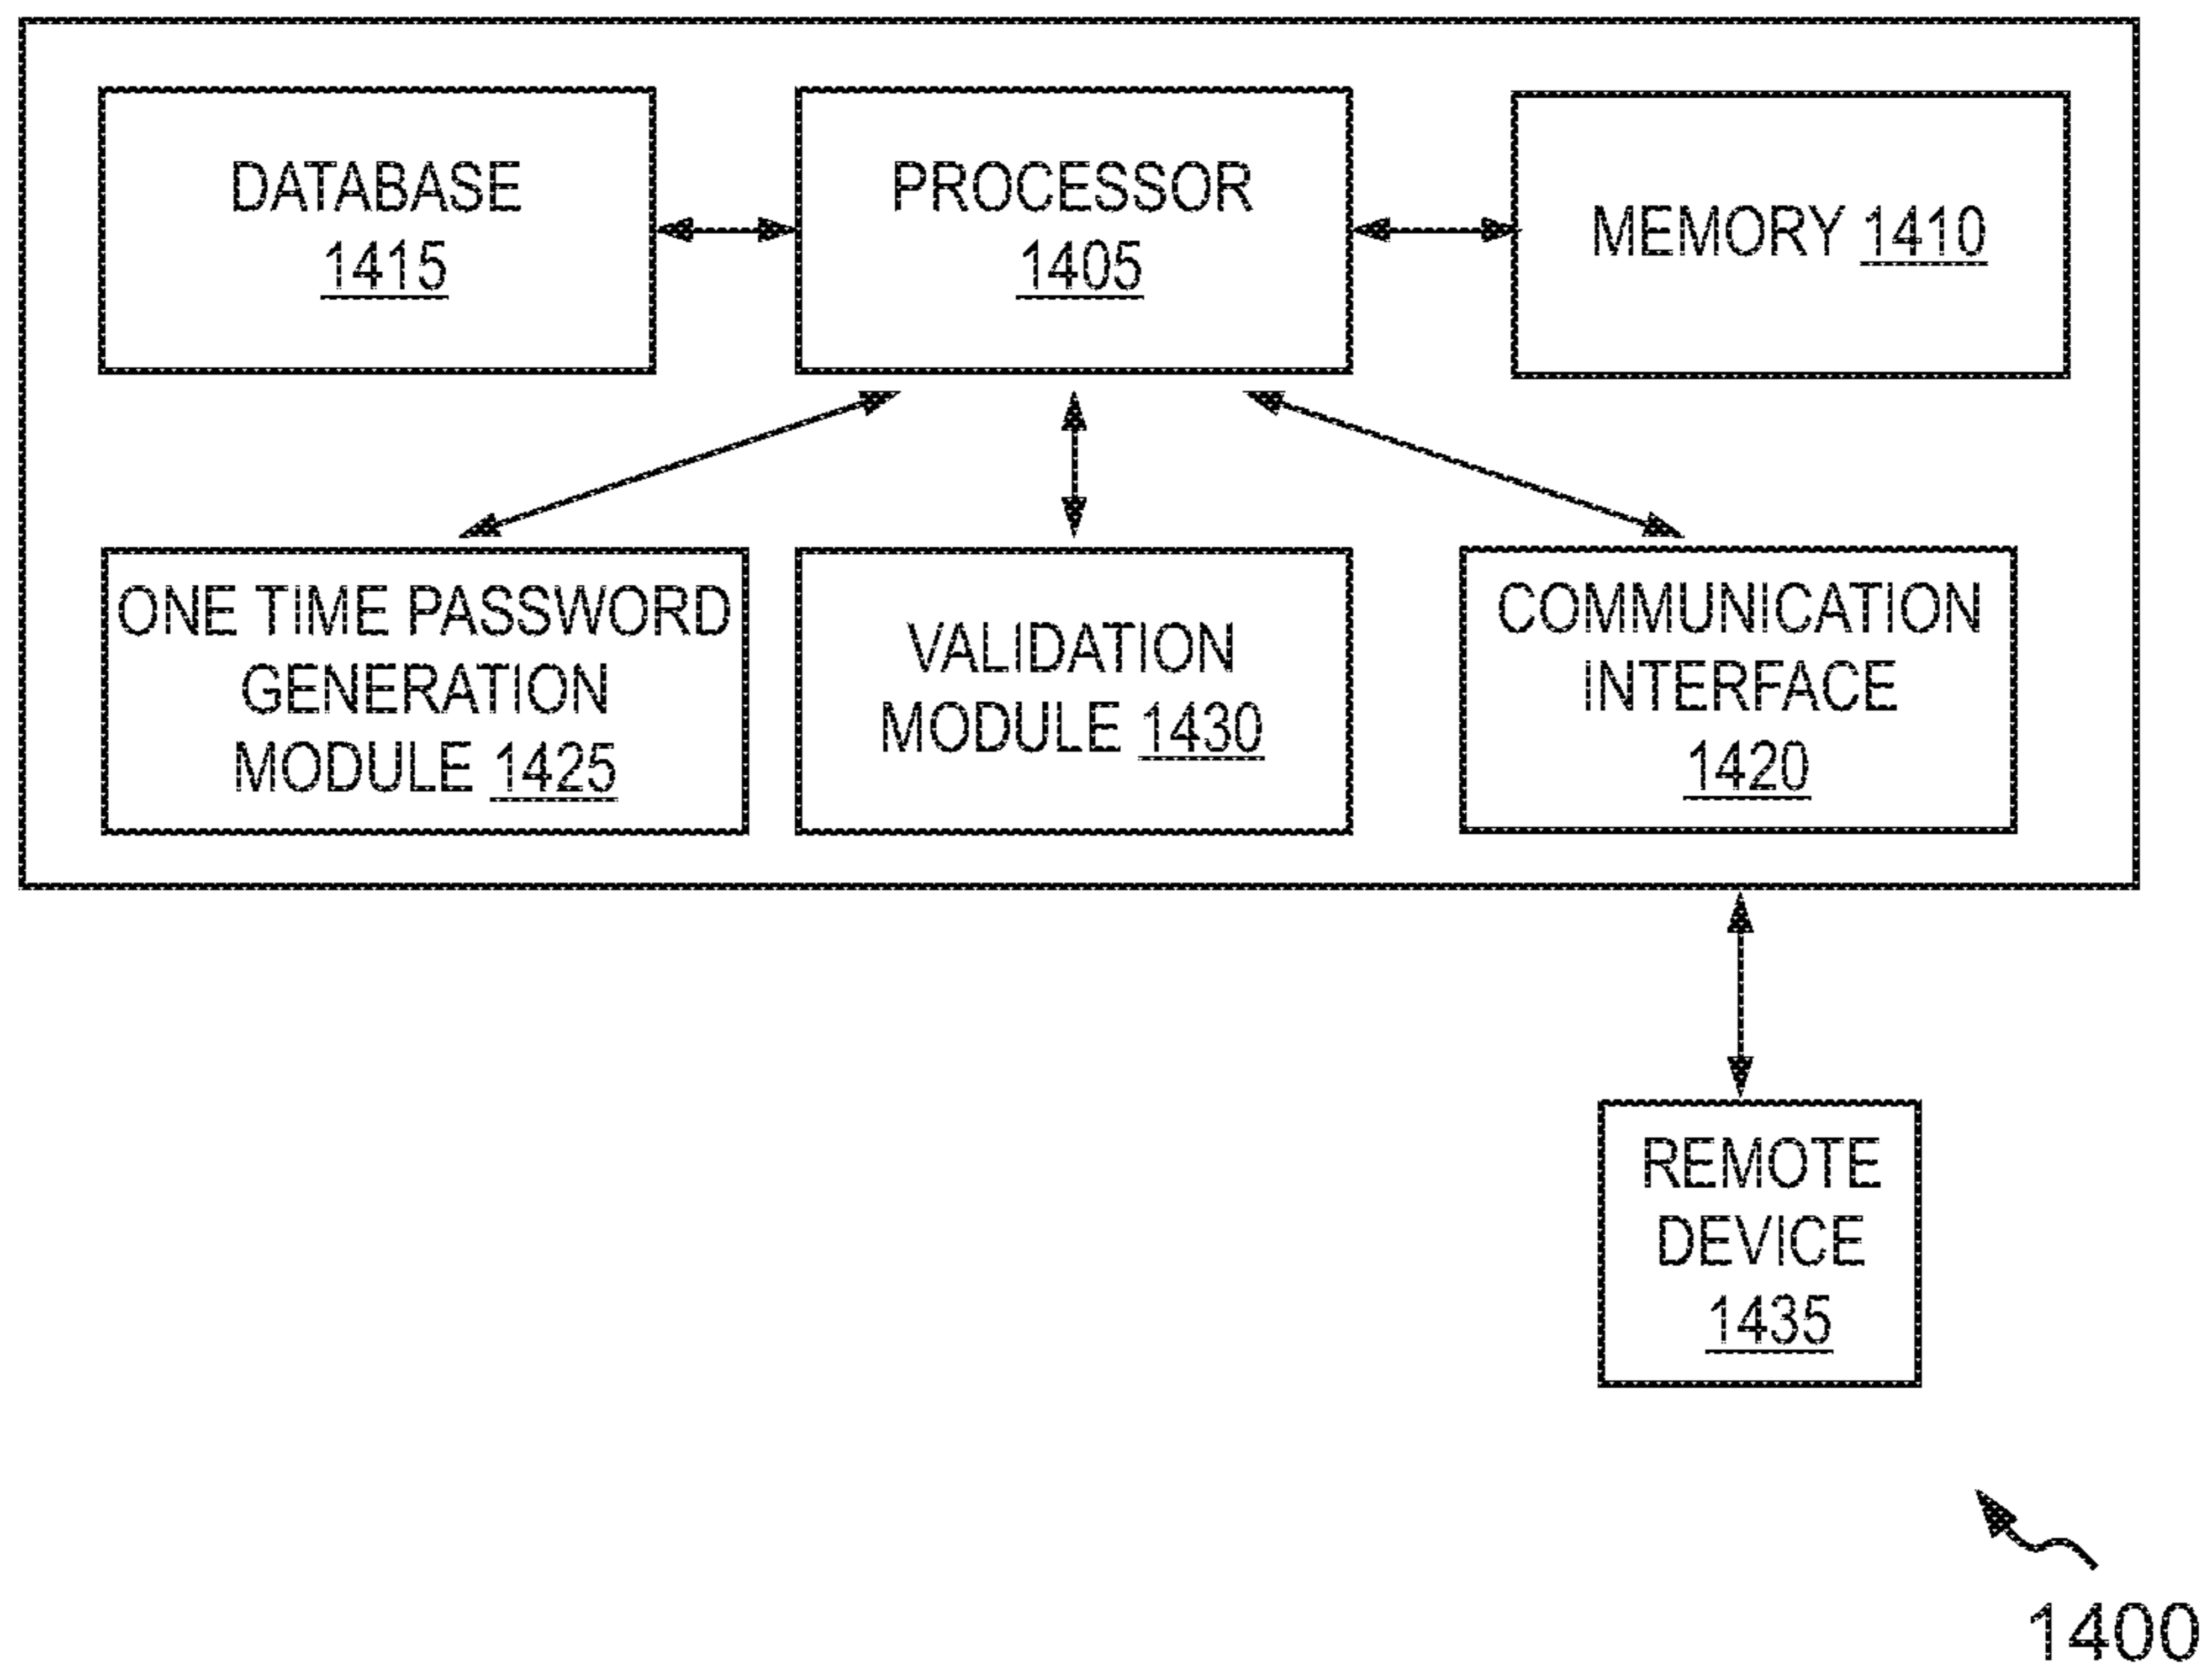 DATABASE
1415
PROCESSOR
1405
MEMORY 1410
ONE TIME PASSWORD
GENERATION
MODULE 1425
VALIDATION
MODULE 1430
COMMUNICATION
INTERFACE
1420
REMOTE
DEVICE
1435
1400